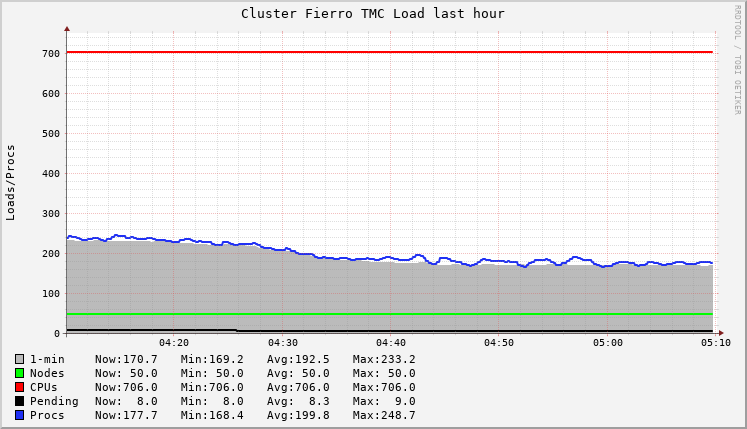 Cluster Fierro TMC Load last hour
RRDTOOL / TOBI OETIKER
Loads/Procs
700
600
500
400
300
200
100
0
04:20 04:30 04:40 04:50 05:00 05:10
1-min Now:170.7 Min:169.2 Avg:192.5 Max:233.2
Nodes Now: 50.0 Min: 50.0 Avg: 50.0 Max: 50.0
CPUs Now:706.0 Min:706.0 Avg:706.0 Max:706.0
Pending Now: 8.0 Min: 8.0 Avg: 8.3 Max: 9.0
Procs Now:177.7 Min:168.4 Avg:199.8 Max:248.7